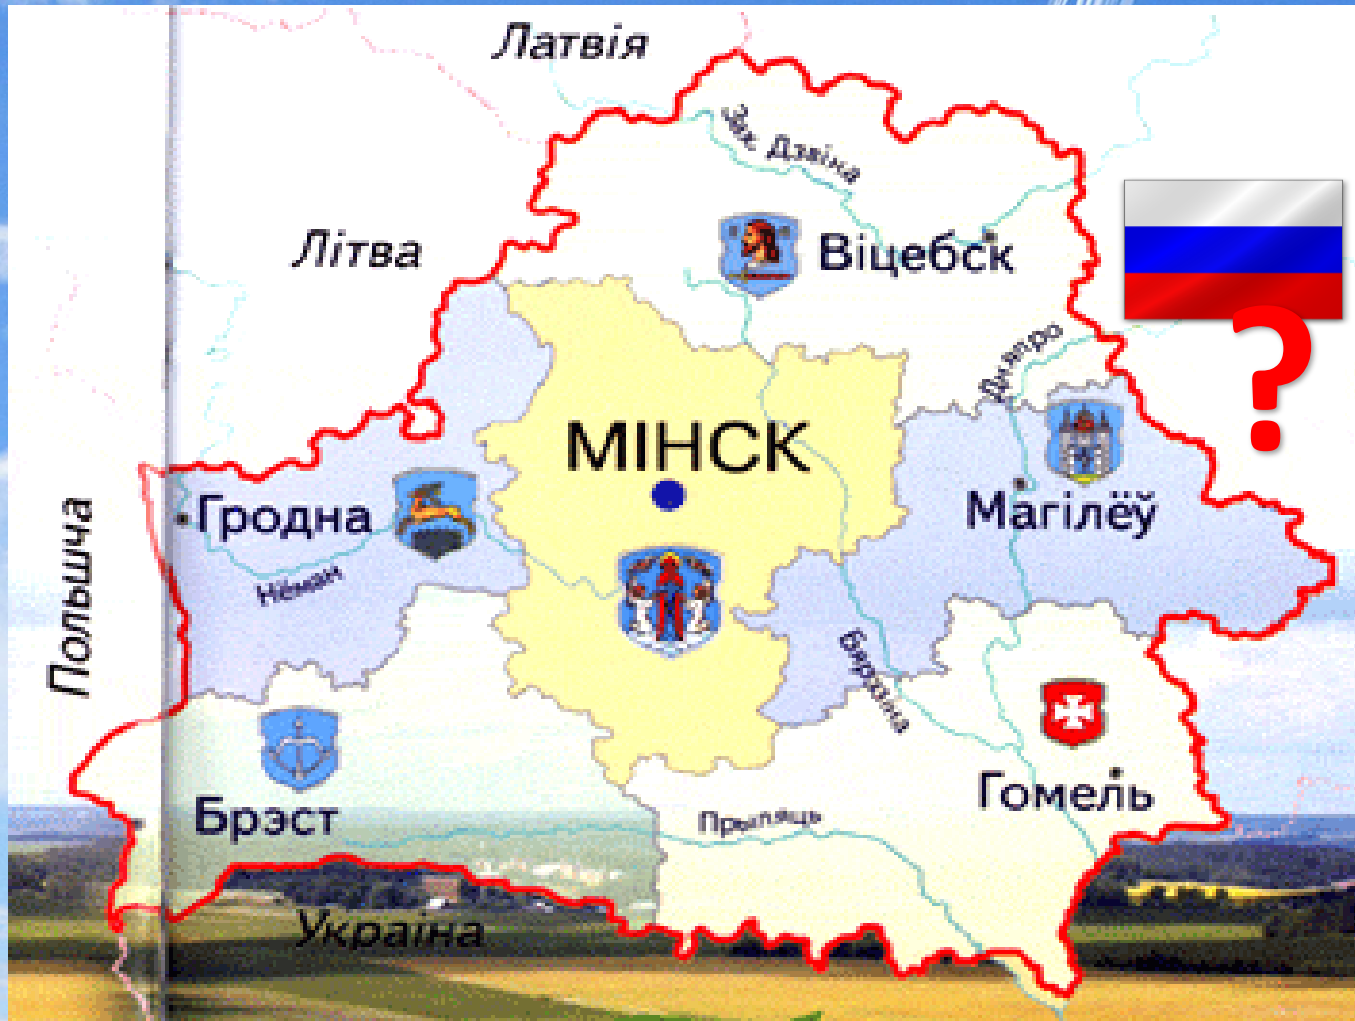 Латвія
Зах. Дзвіна
Літва
Віцебск
Дняпро
?
МІНСК
Гродна
Магілёў
Польшча
Нёман
Бярэзіна
Гомель
Брэст
Прыпяць
Украіна